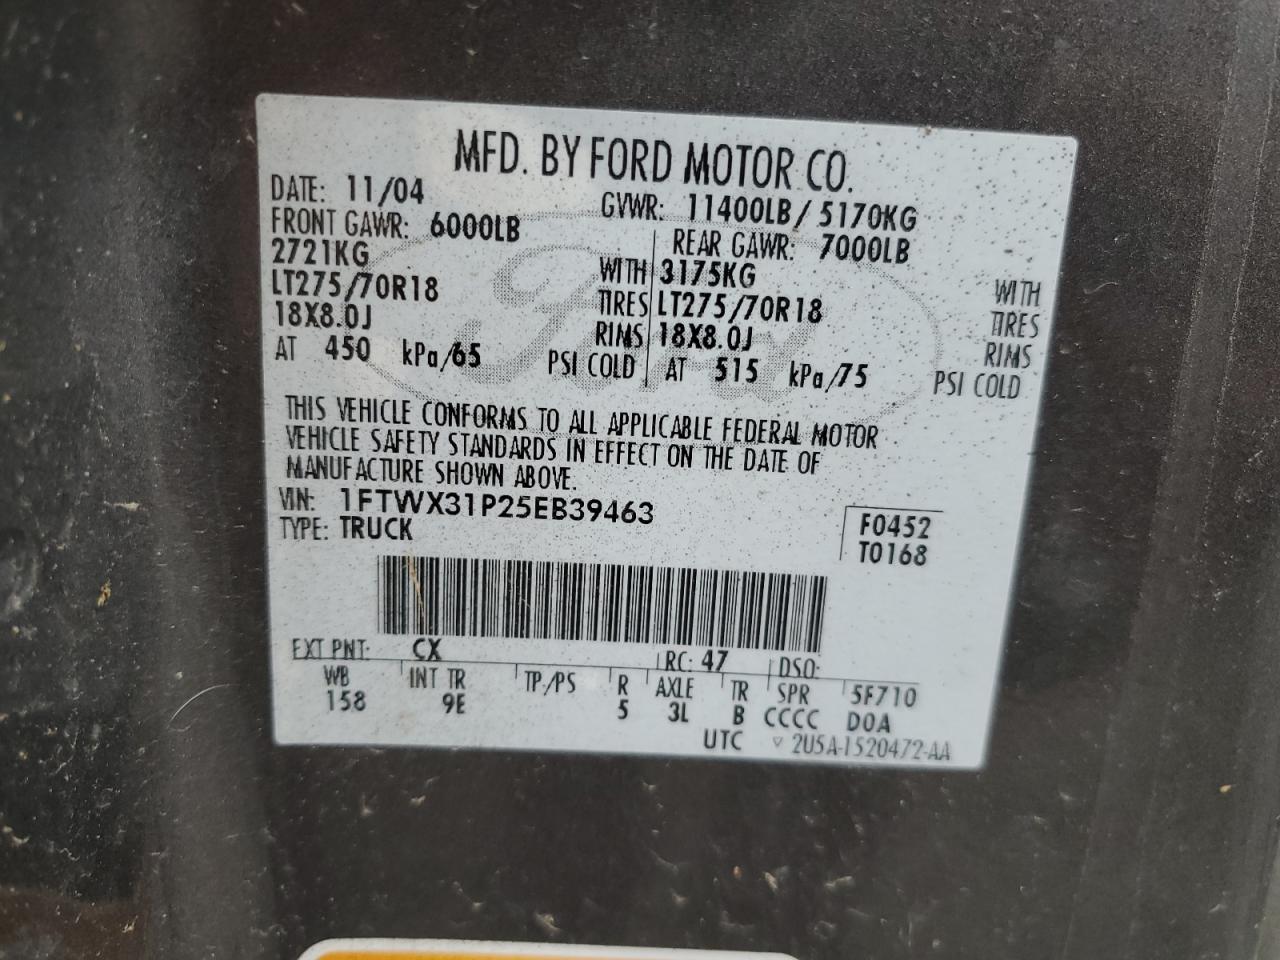 MFD. BY FORD MOTOR CO.
DATE: 11/04 GVWR: 11400LB / 5170KG
FRONT GAWR: 6000LB REAR GAWR: 7000LB
2721KG WITH 3175KG WITH
LT275/70R18 TIRES LT275/70R18 TIRES
18X8.0J RIMS 18X8.0J RIMS
AT 450 kPa/65 PSI COLD AT 515 kPa/75 PSI COLD
THIS VEHICLE CONFORMS TO ALL APPLICABLE FEDERAL MOTOR
VEHICLE SAFETY STANDARDS IN EFFECT ON THE DATE OF
MANUFACTURE SHOWN ABOVE.
VIN: 1FTWX31P25EB39463
TYPE: TRUCK
F0452
T0168
EXT PNT: CX RC: 47 DSO:
WB INT TR TP/PS R AXLE TR SPR 5F710
158 9E 5 3L B CCCC D0A
UTC ▽ 2U5A-1520472-AA
Ford